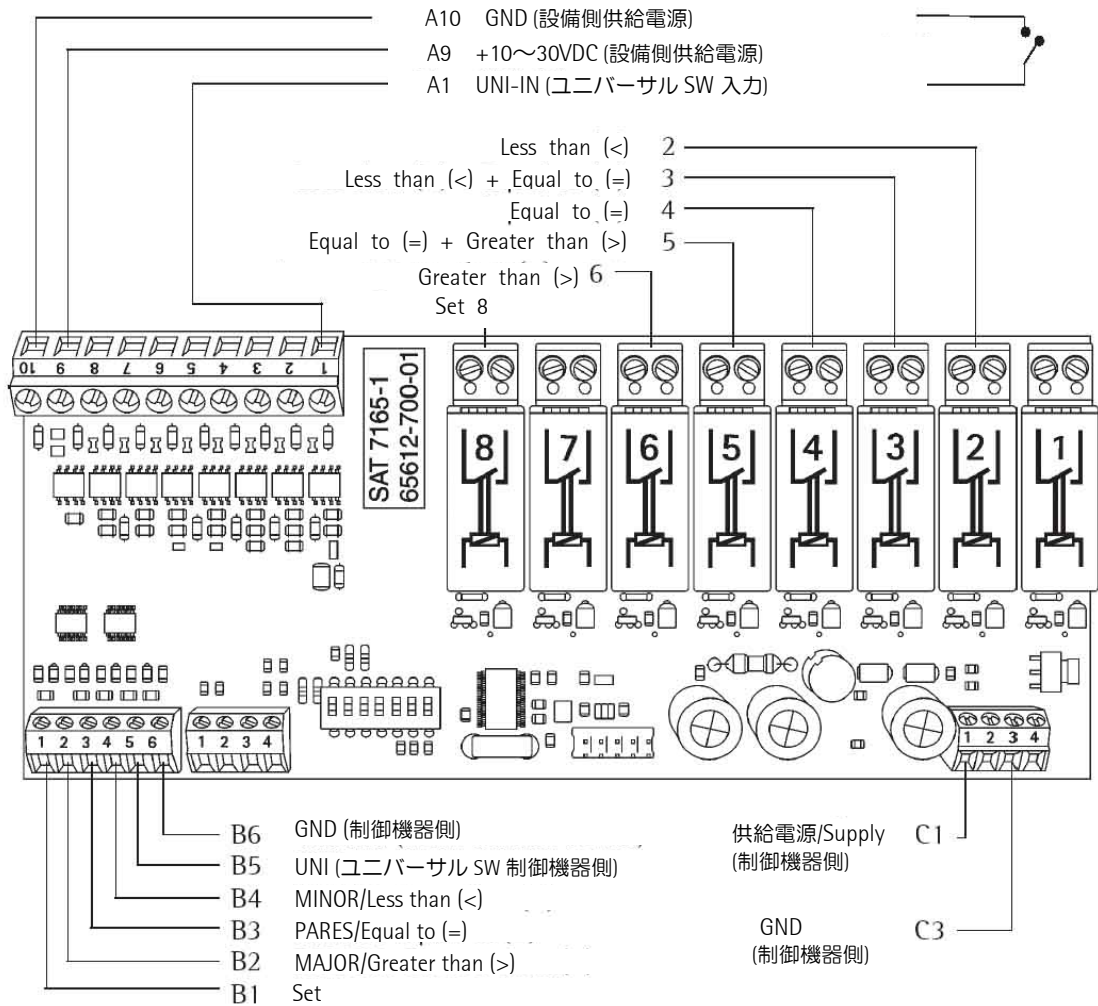 A10 GND (設備側供給電源)
A9 +10～30VDC (設備側供給電源)
A1 UNI-IN (ユニバーサル SW 入力)
Less than (<) 2
Less than (<) + Equal to (=) 3
Equal to (=) 4
Equal to (=) + Greater than (>) 5
Greater than (>) 6
Set 8
10 9 8 7 6 5 4 3 2 1
SAT 7165-1
65612-700-01
8 7 6 5 4 3 2 1
1 2 3 4 5 6
1 2 3 4
1 2 3 4
B6 GND (制御機器側)
B5 UNI (ユニバーサル SW 制御機器側)
B4 MINOR/Less than (<)
B3 PARES/Equal to (=)
B2 MAJOR/Greater than (>)
B1 Set
供給電源/Supply C1
(制御機器側)
GND C3
(制御機器側)